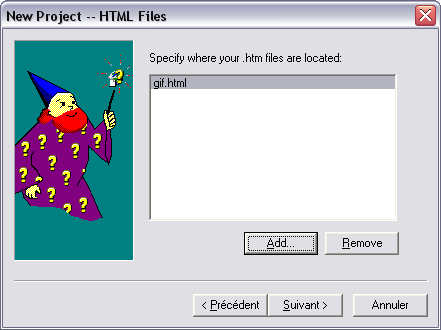 New Project -- HTML Files
Specify where your .htm files are located:
gif.html
Add... Remove
< Précédent Suivant > Annuler